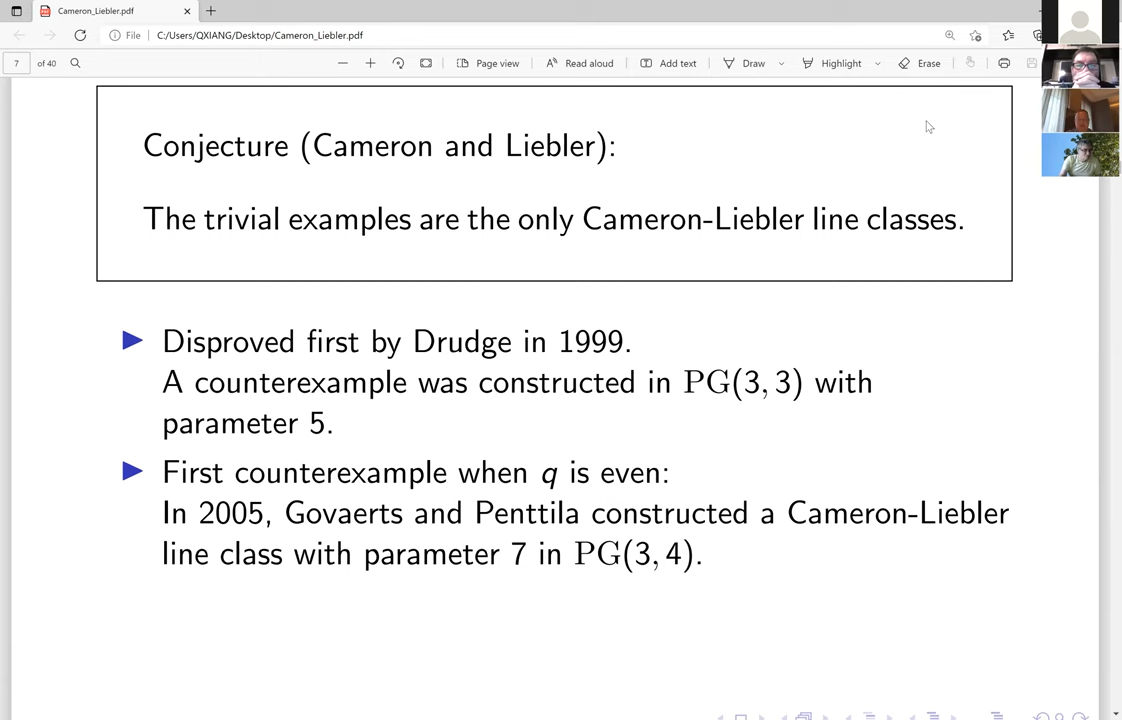 Cameron_Liebler.pdf
File C:/Users/QXIANG/Desktop/Cameron_Liebler.pdf
7 of 40 Page view Read aloud Add text Draw Highlight Erase
Conjecture (Cameron and Liebler):
The trivial examples are the only Cameron-Liebler line classes.
Disproved first by Drudge in 1999.
A counterexample was constructed in PG(3, 3) with
parameter 5.
First counterexample when q is even:
In 2005, Govaerts and Penttila constructed a Cameron-Liebler
line class with parameter 7 in PG(3, 4).